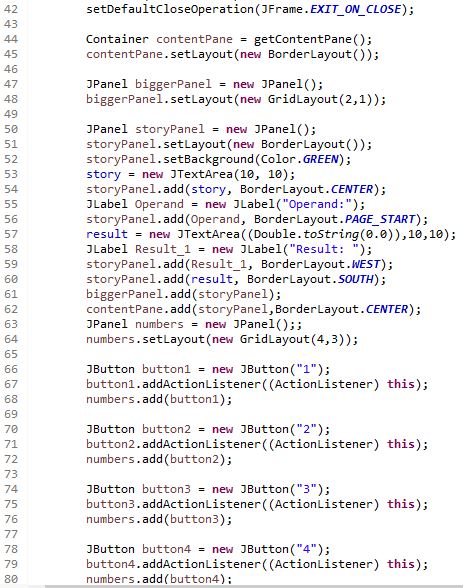 42 setDefaultCloseOperation(JFrame.EXIT_ON_CLOSE);
43
44 Container contentPane = getContentPane();
45 contentPane.setLayout(new BorderLayout());
46
47 JPanel biggerPanel = new JPanel();
48 biggerPanel.setLayout(new GridLayout(2,1));
49
50 JPanel storyPanel = new JPanel();
51 storyPanel.setLayout(new BorderLayout());
52 storyPanel.setBackground(Color.GREEN);
53 story = new JTextArea(10, 10);
54 storyPanel.add(story, BorderLayout.CENTER);
55 JLabel Operand = new JLabel("Operand:");
56 storyPanel.add(Operand, BorderLayout.PAGE_START);
57 result = new JTextArea((Double.toString(0.0)),10,10);
58 JLabel Result_1 = new JLabel("Result: ");
59 storyPanel.add(Result_1, BorderLayout.WEST);
60 storyPanel.add(result, BorderLayout.SOUTH);
61 biggerPanel.add(storyPanel);
62 contentPane.add(storyPanel,BorderLayout.CENTER);
63 JPanel numbers = new JPanel();;
64 numbers.setLayout(new GridLayout(4,3));
65
66 JButton button1 = new JButton("1");
67 button1.addActionListener((ActionListener) this);
68 numbers.add(button1);
69
70 JButton button2 = new JButton("2");
71 button2.addActionListener((ActionListener) this);
72 numbers.add(button2);
73
74 JButton button3 = new JButton("3");
75 button3.addActionListener((ActionListener) this);
76 numbers.add(button3);
77
78 JButton button4 = new JButton("4");
79 button4.addActionListener((ActionListener) this);
80 numbers.add(button4);